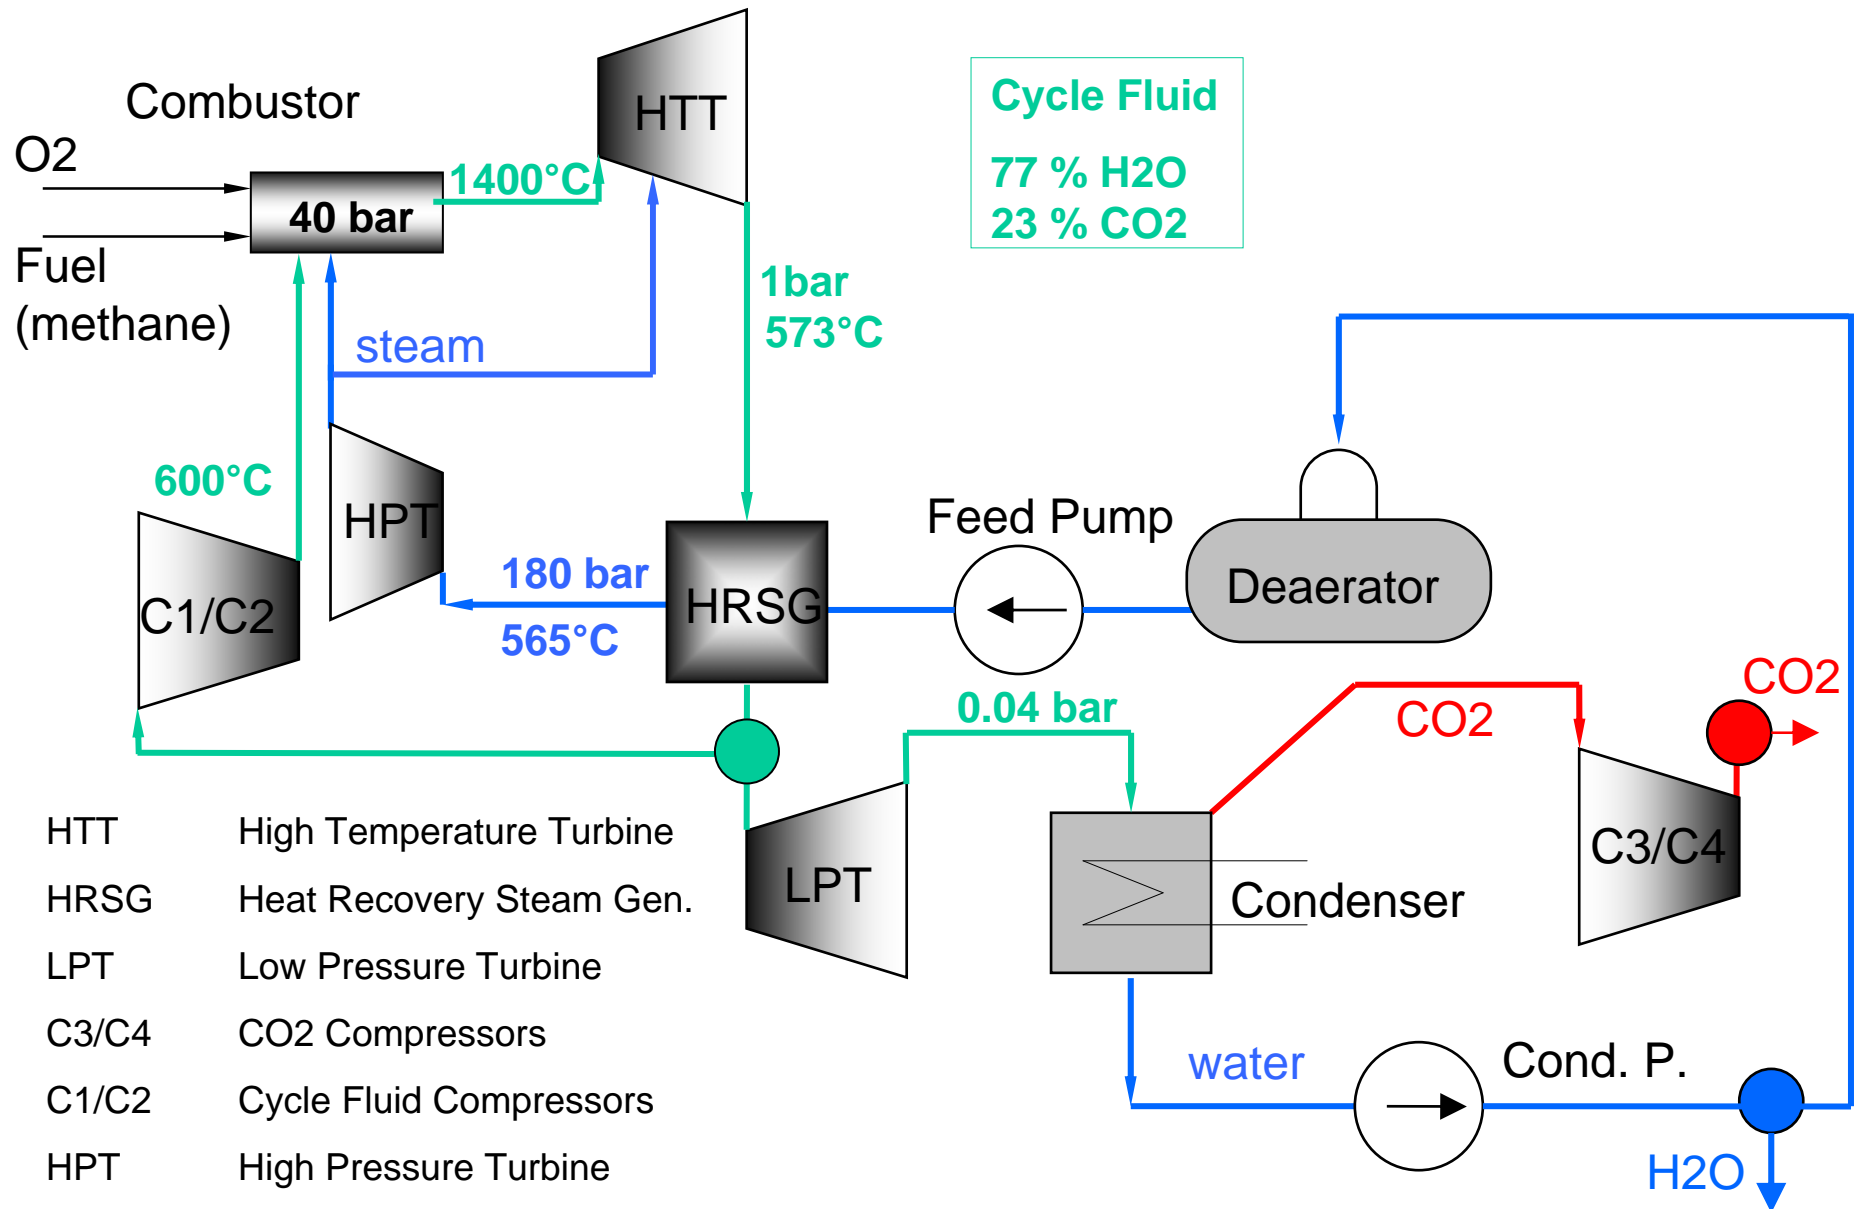 Combustor
HTT
Cycle Fluid
77 % H2O
23 % CO2
O2
1400°C
40 bar
Fuel
(methane)
1bar
573°C
steam
600°C
HPT
Feed Pump
180 bar
565°C
HRSG
Deaerator
C1/C2
0.04 bar
CO2
CO2
HTT High Temperature Turbine
HRSG Heat Recovery Steam Gen.
LPT Low Pressure Turbine
C3/C4 CO2 Compressors
C1/C2 Cycle Fluid Compressors
HPT High Pressure Turbine
LPT
Condenser
C3/C4
water
Cond. P.
H2O